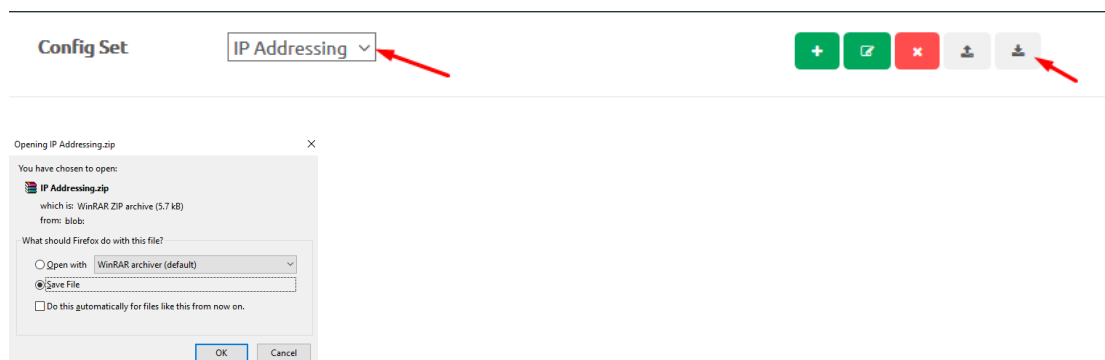 Config Set
IP Addressing
Opening IP Addressing.zip
You have chosen to open:
IP Addressing.zip
which is: WinRAR ZIP archive (5.7 kB)
from: blob:
What should Firefox do with this file?
Open with WinRAR archiver (default)
Save File
Do this automatically for files like this from now on.
OK Cancel